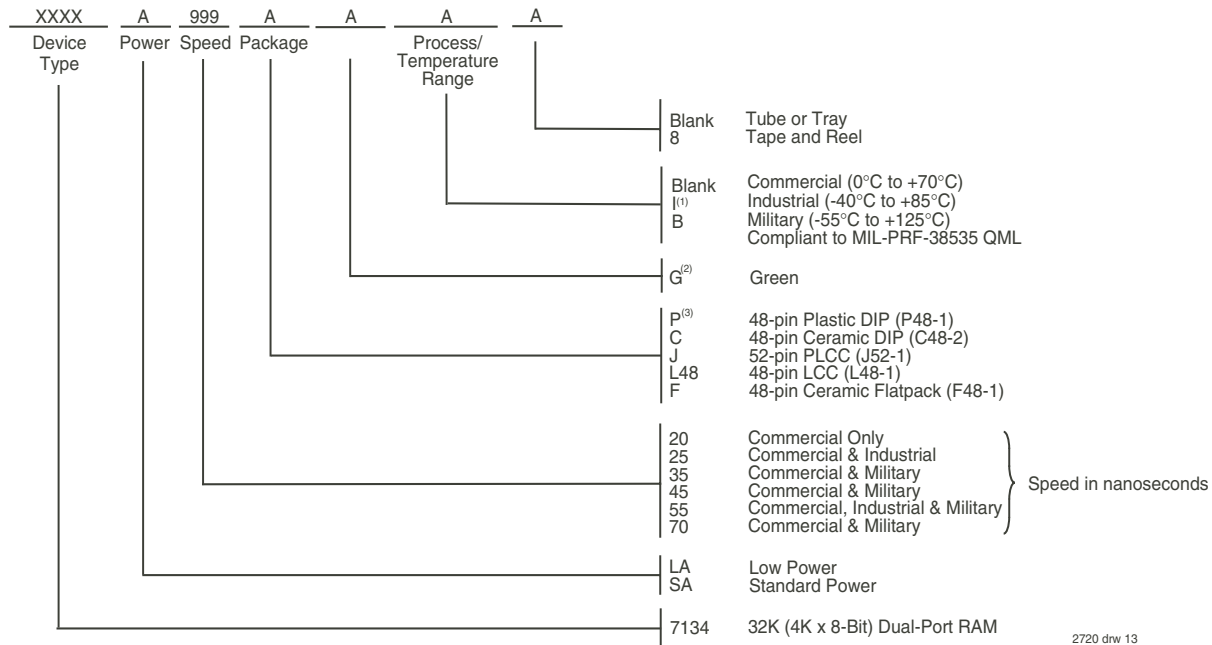 XXXX A 999 A A A A
Device Type Power Speed Package Process/ Temperature Range
Blank Tube or Tray
8 Tape and Reel
Blank Commercial (0°C to +70°C)
I(1) Industrial (-40°C to +85°C)
B Military (-55°C to +125°C)
Compliant to MIL-PRF-38535 QML
G(2) Green
P(3) 48-pin Plastic DIP (P48-1)
C 48-pin Ceramic DIP (C48-2)
J 52-pin PLCC (J52-1)
L48 48-pin LCC (L48-1)
F 48-pin Ceramic Flatpack (F48-1)
20 Commercial Only
25 Commercial & Industrial
35 Commercial & Military
45 Commercial & Military
55 Commercial, Industrial & Military
70 Commercial & Military
Speed in nanoseconds
LA Low Power
SA Standard Power
7134 32K (4K x 8-Bit) Dual-Port RAM
2720 drw 13